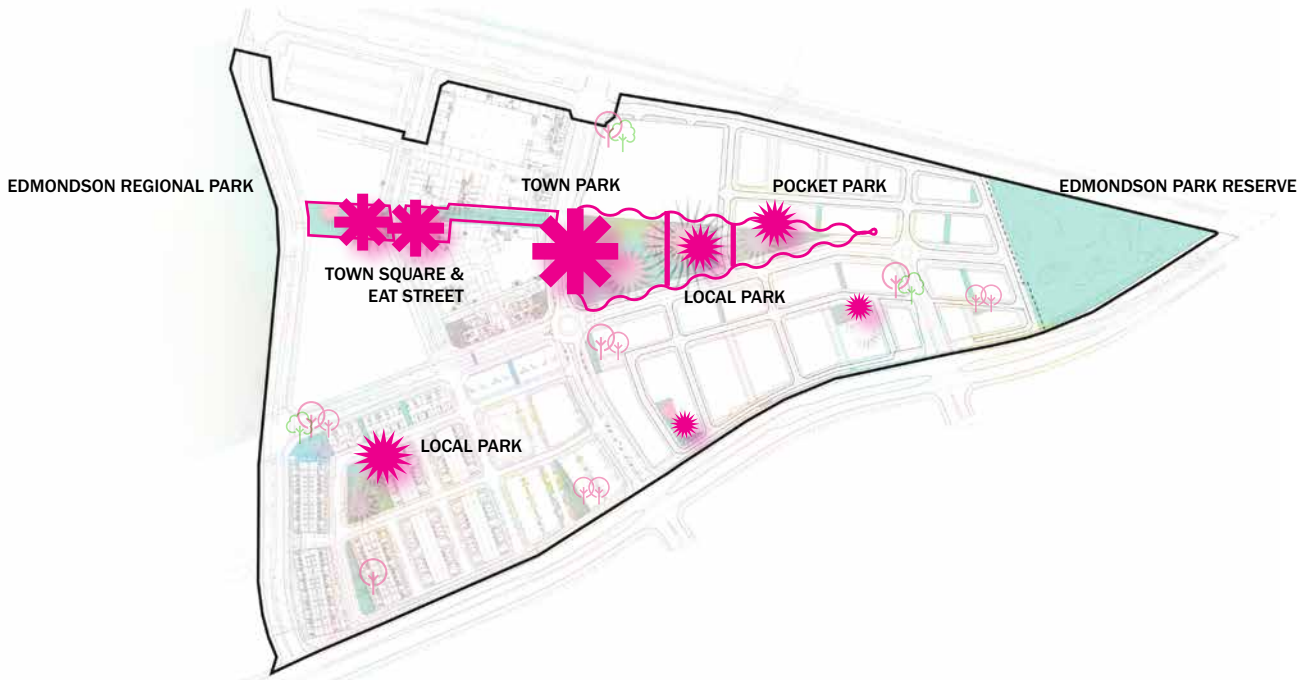 EDMONDSON REGIONAL PARK
TOWN PARK
POCKET PARK
EDMONDSON PARK RESERVE
TOWN SQUARE &
EAT STREET
LOCAL PARK
LOCAL PARK